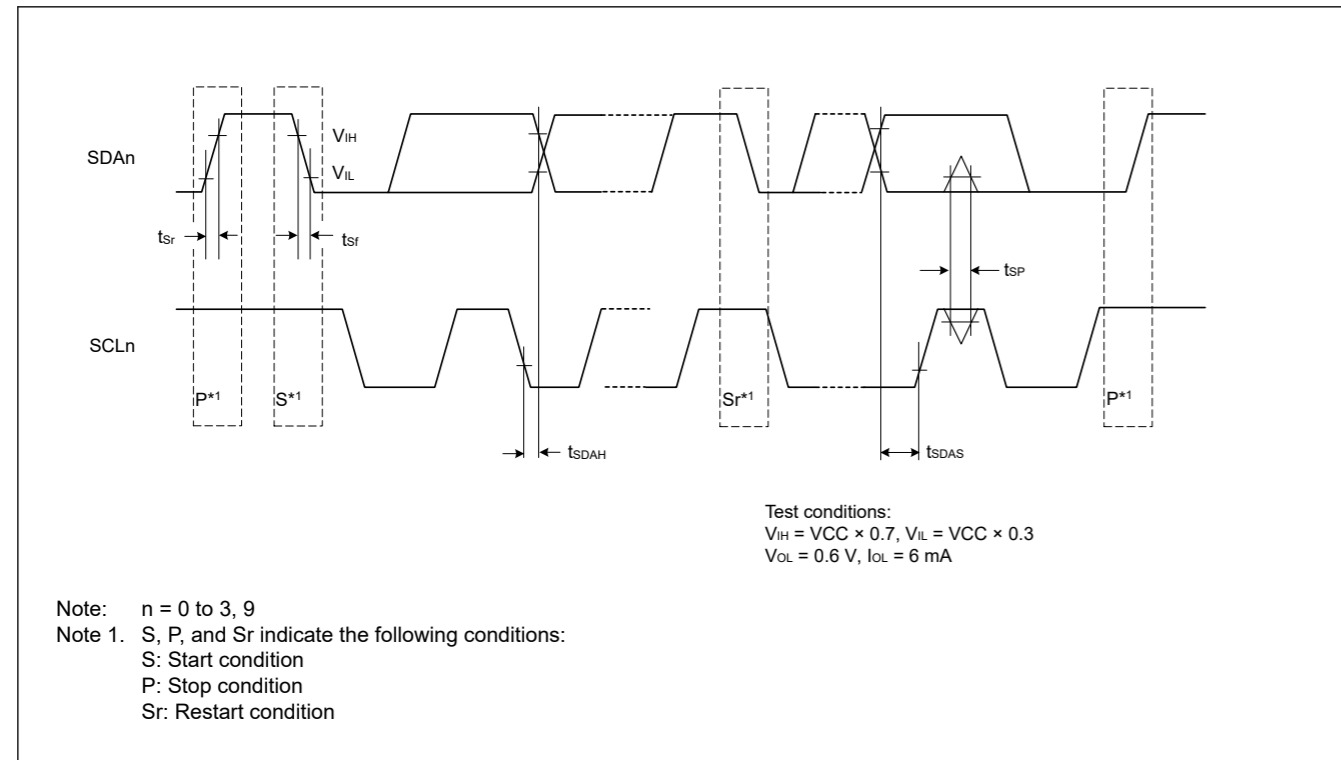 VIH
SDAn
VIL
tSr
tSf
tSP
SCLn
P*1
S*1
Sr*1
P*1
tSDAH
tSDAS
Test conditions:
VIH = VCC × 0.7, VIL = VCC × 0.3
VOL = 0.6 V, IOL = 6 mA
Note: n = 0 to 3, 9
Note 1. S, P, and Sr indicate the following conditions:
S: Start condition
P: Stop condition
Sr: Restart condition